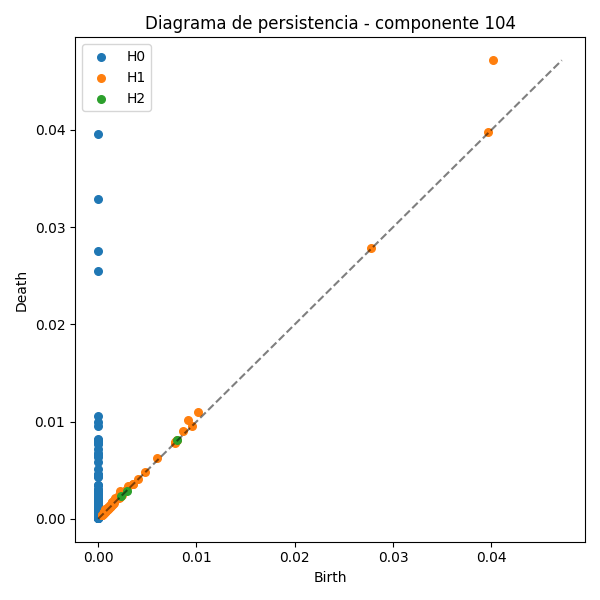 Diagrama de persistencia - componente 104
H0
H1
H2
0.04
0.03
0.02
0.01
0.00
Death
0.00 0.01 0.02 0.03 0.04
Birth